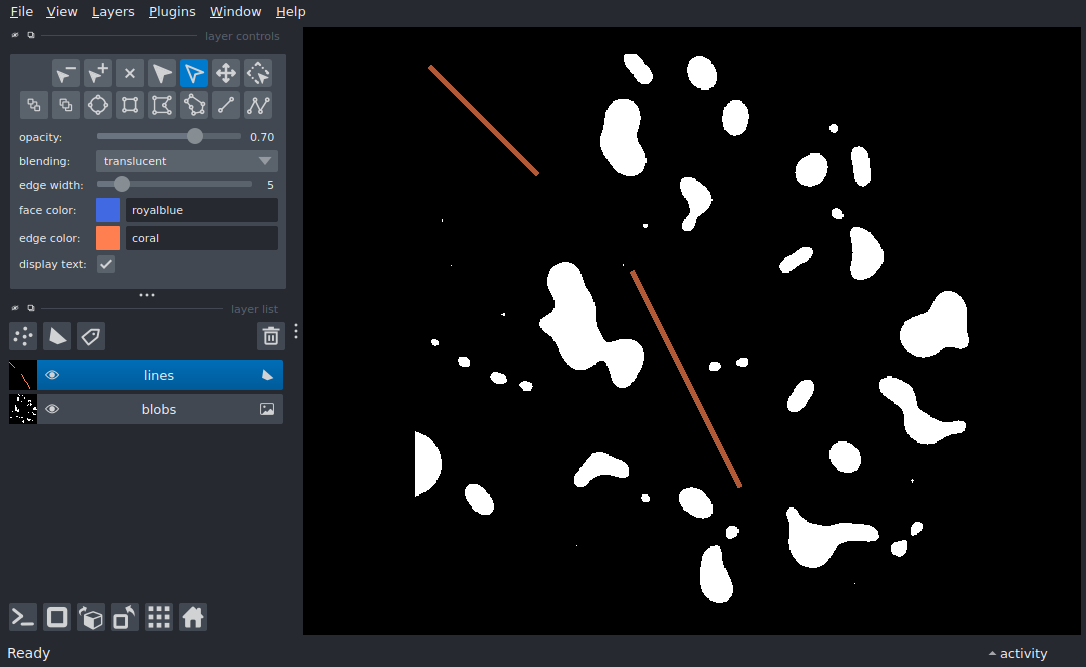 File View Layers Plugins Window Help
layer controls
opacity: 0.70
blending: translucent
edge width: 5
face color: royalblue
edge color: coral
display text:
layer list
lines
blobs
Ready
activity